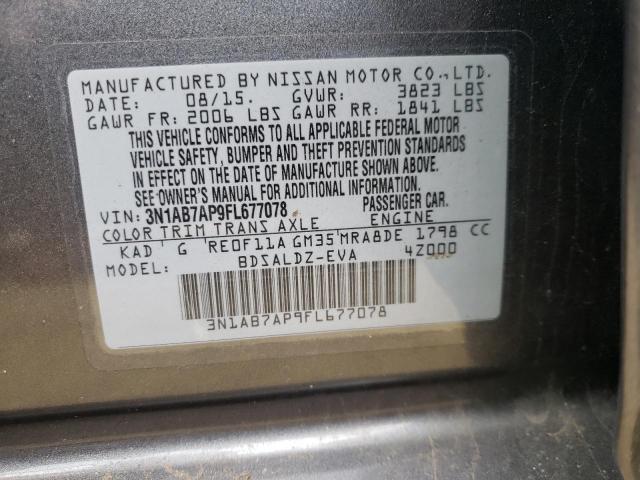 MANUFACTURED BY NISSAN MOTOR CO., LTD.
DATE: 08/15. GVWR: 3823 LBS
GAWR FR: 2006 LBS GAWR RR: 1841 LBS
THIS VEHICLE CONFORMS TO ALL APPLICABLE FEDERAL MOTOR
VEHICLE SAFETY, BUMPER AND THEFT PREVENTION STANDARDS
IN EFFECT ON THE DATE OF MANUFACTURE SHOWN ABOVE.
SEE OWNER'S MANUAL FOR ADDITIONAL INFORMATION.
VIN: 3N1AB7AP9FL677078 PASSENGER CAR.
COLOR TRIM TRANS AXLE ENGINE
KAD G RE0F11A GM35 MRA8DE 1798 CC
MODEL: BDSALDZ-EVA 4Z000
3N1AB7AP9FL677078